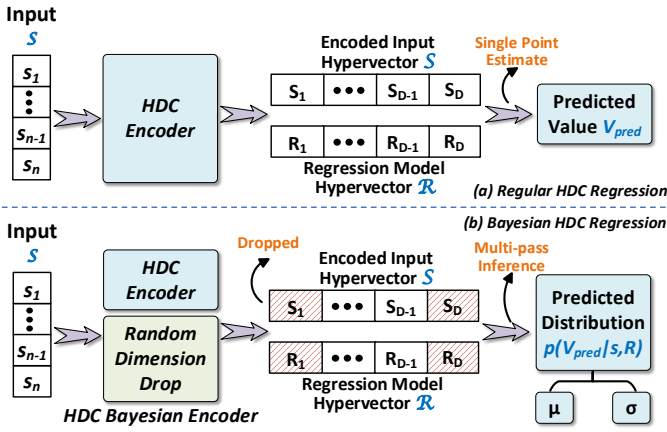 Input
𝒮
s1
•••
sn-1
sn
HDC
Encoder
Encoded Input
Hypervector 𝒮
S1 ••• SD-1 SD
R1 ••• RD-1 RD
Regression Model
Hypervector ℛ
Single Point
Estimate
Predicted
Value Vpred
(a) Regular HDC Regression
(b) Bayesian HDC Regression
Input
𝒮
s1
•••
sn-1
sn
HDC
Encoder
Random
Dimension
Drop
HDC Bayesian Encoder
Dropped
Encoded Input
Hypervector 𝒮
S1 ••• SD-1 SD
R1 ••• RD-1 RD
Regression Model
Hypervector ℛ
Multi-pass
Inference
Predicted
Distribution
p(Vpred|s,R)
μ σ